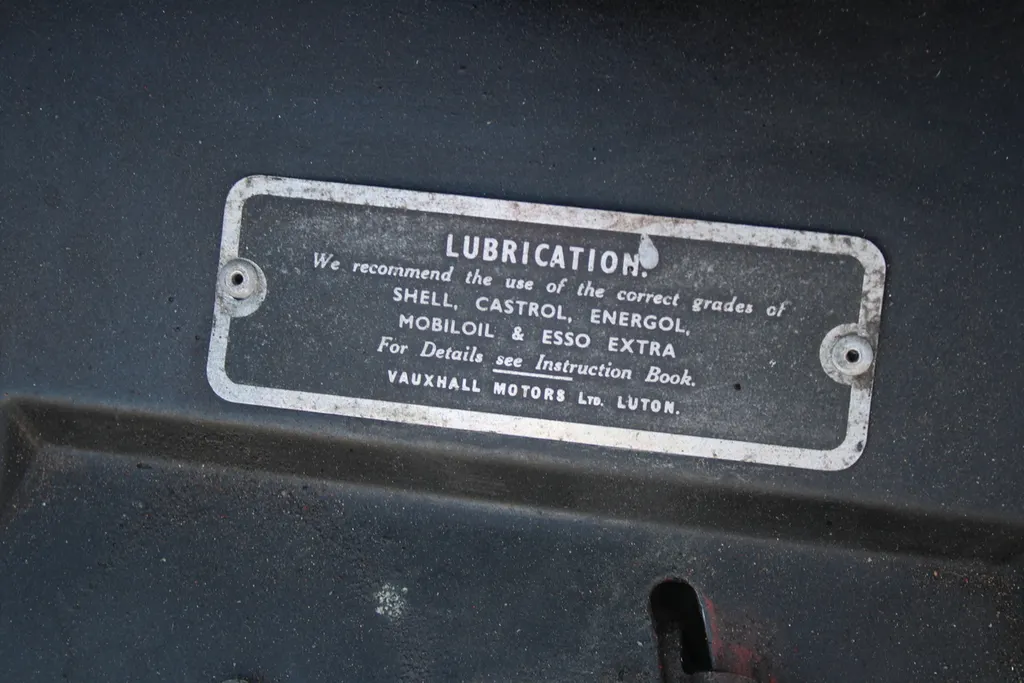 LUBRICATION.
We recommend the use of the correct grades of
SHELL, CASTROL, ENERGOL,
MOBILOIL & ESSO EXTRA
For Details see Instruction Book.
VAUXHALL MOTORS LTD. LUTON.